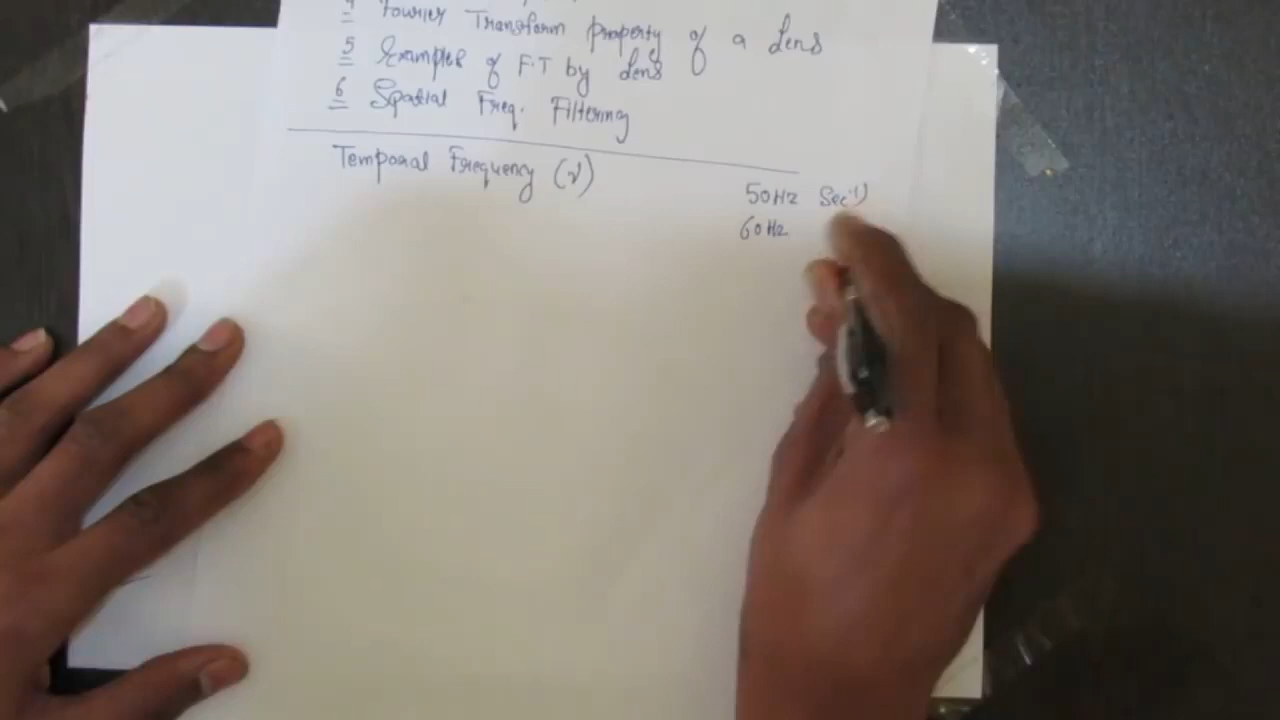 4 Fourier Transform property of a Lens
5 Examples of F.T by Lens
6 Spatial Freq. Filtering
Temporal Frequency (ν)
50Hz Sec⁻¹)
60Hz